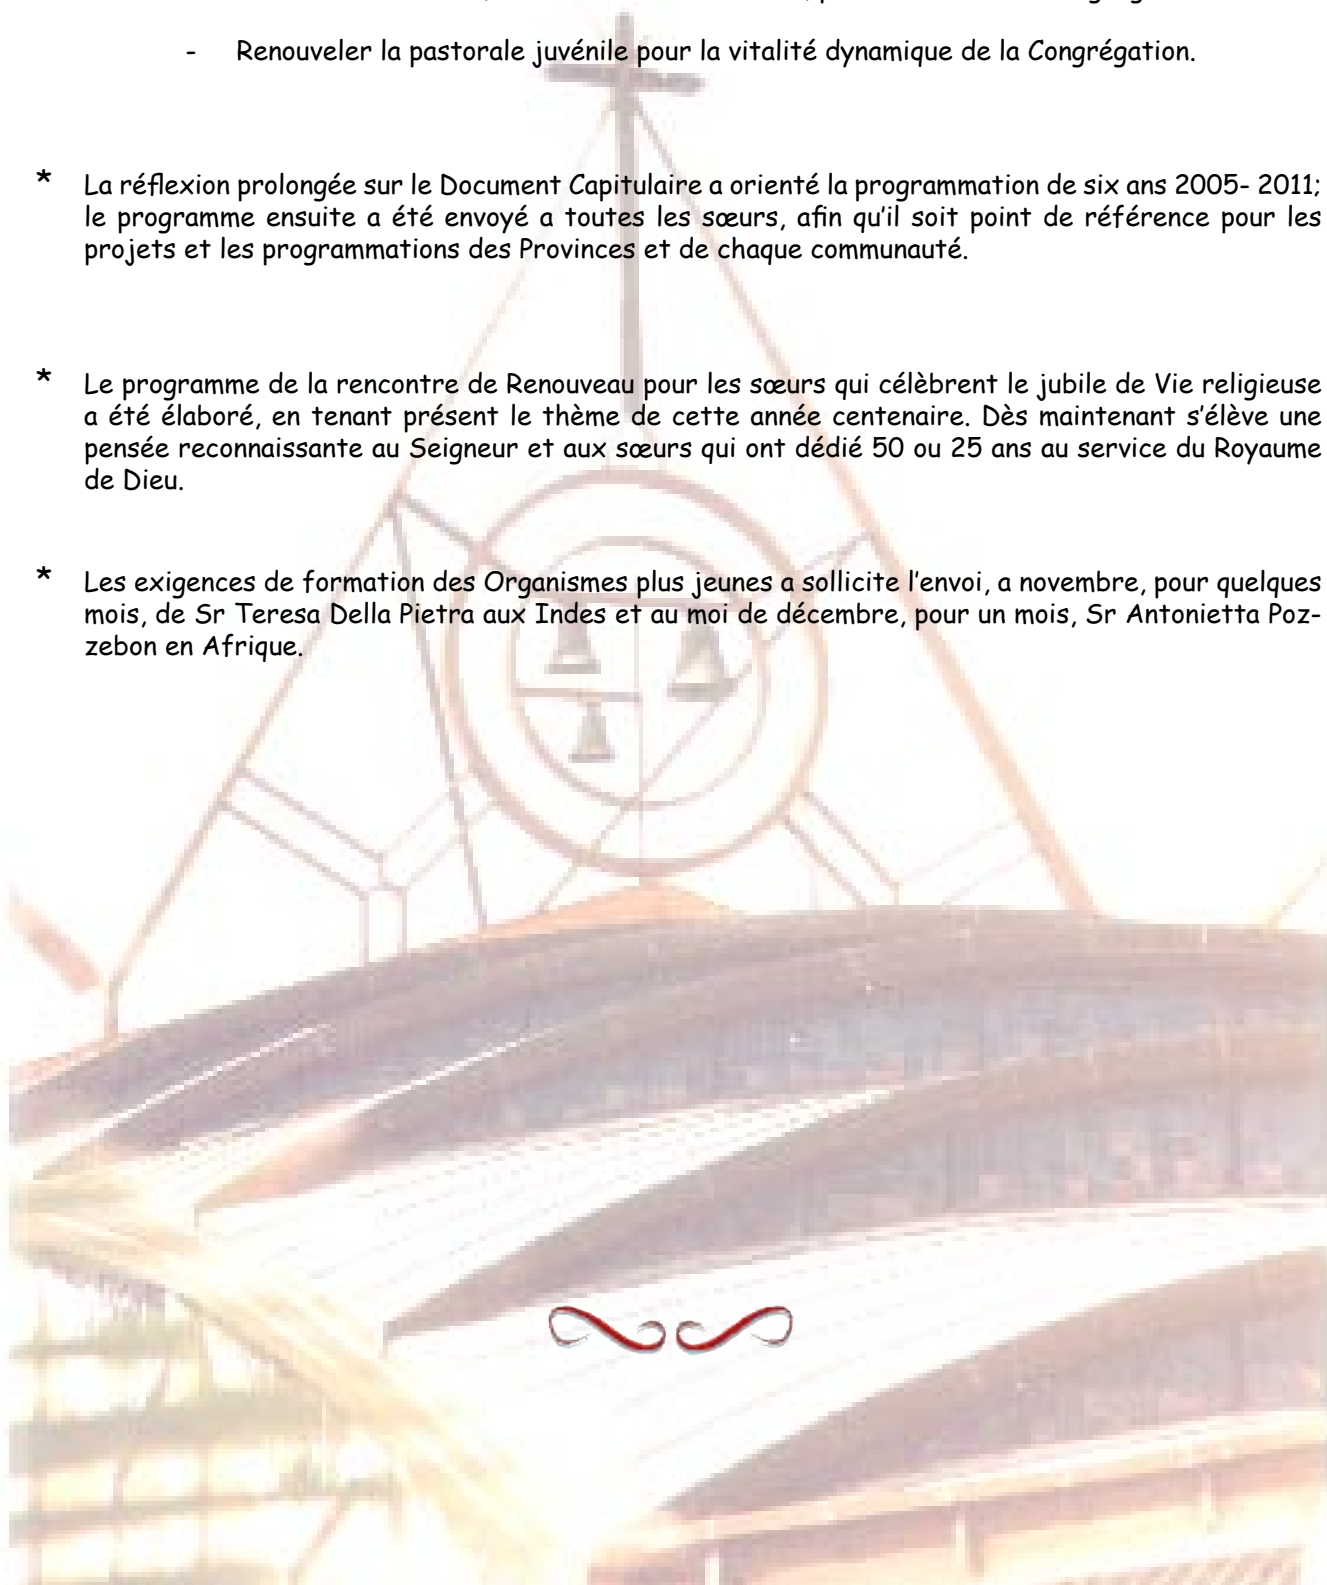 - Renouveler la pastorale juvénile pour la vitalité dynamique de la Congrégation.
* La réflexion prolongée sur le Document Capitulaire a orienté la programmation de six ans 2005- 2011;
le programme ensuite a été envoyé a toutes les sœurs, afin qu'il soit point de référence pour les
projets et les programmations des Provinces et de chaque communauté.
* Le programme de la rencontre de Renouveau pour les sœurs qui célèbrent le jubile de Vie religieuse
a été élaboré, en tenant présent le thème de cette année centenaire. Dès maintenant s'élève une
pensée reconnaissante au Seigneur et aux sœurs qui ont dédié 50 ou 25 ans au service du Royaume
de Dieu.
* Les exigences de formation des Organismes plus jeunes a sollicite l'envoi, a novembre, pour quelques
mois, de Sr Teresa Della Pietra aux Indes et au moi de décembre, pour un mois, Sr Antonietta Poz-
zebon en Afrique.